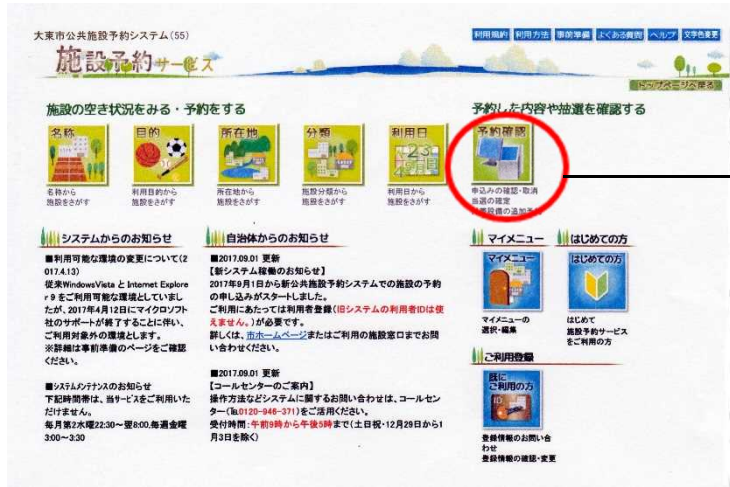 大東市公共施設予約システム(55)
利用規約 利用方法 事前準備 よくある質問 ヘルプ 文字色変更
施設予約サービス
トップページへ戻る
施設の空き状況をみる・予約をする
予約した内容や抽選を確認する
名称 目的 所在地 分類 利用日 予約確認
名称から
施設をさがす
利用目的から
施設をさがす
所在地から
施設をさがす
施設分類から
施設をさがす
利用日から
施設をさがす
申込みの確認・取消
当選の確定
設備の追加予
システムからのお知らせ
■利用可能な環境の変更について(2
017.4.13)
従来WindowsVista と Internet Explore
r 9 をご利用可能な環境としていまし
たが、2017年4月12日にマイクロソフト
社のサポートが終了することに伴い、
ご利用対象外の環境とします。
※詳細は事前準備のページをご確認
ください。
■システムメンテナンスのお知らせ
下記時間帯は、当サービスをご利用いた
だけません。
毎月第2水曜22:30~翌8:00、毎週金曜
3:00~3:30
自治体からのお知らせ
■2017.09.01 更新
【新システム稼働のお知らせ】
2017年9月1日から新公共施設予約システムでの施設の予約
の申し込みがスタートしました。
ご利用にあたっては利用者登録(旧システムの利用者IDは使
えません。)が必要です。
詳しくは、市ホームページまたはご利用の施設窓口までお問
い合わせください。
■2017.09.01 更新
【コールセンターのご案内】
操作方法などシステムに関するお問い合わせは、コールセン
ター(℡0120-946-371)をご活用ください。
受付時間:午前9時から午後5時まで(土日祝・12月29日から1
月3日を除く)
マイメニュー
マイメニュー
マイメニューの
選択・編集
はじめての方
はじめての方
はじめて
施設予約サービス
をご利用の方
ご利用登録
既に
ご利用の方
ID
登録情報のお問い合
わせ
登録情報の確認・変更